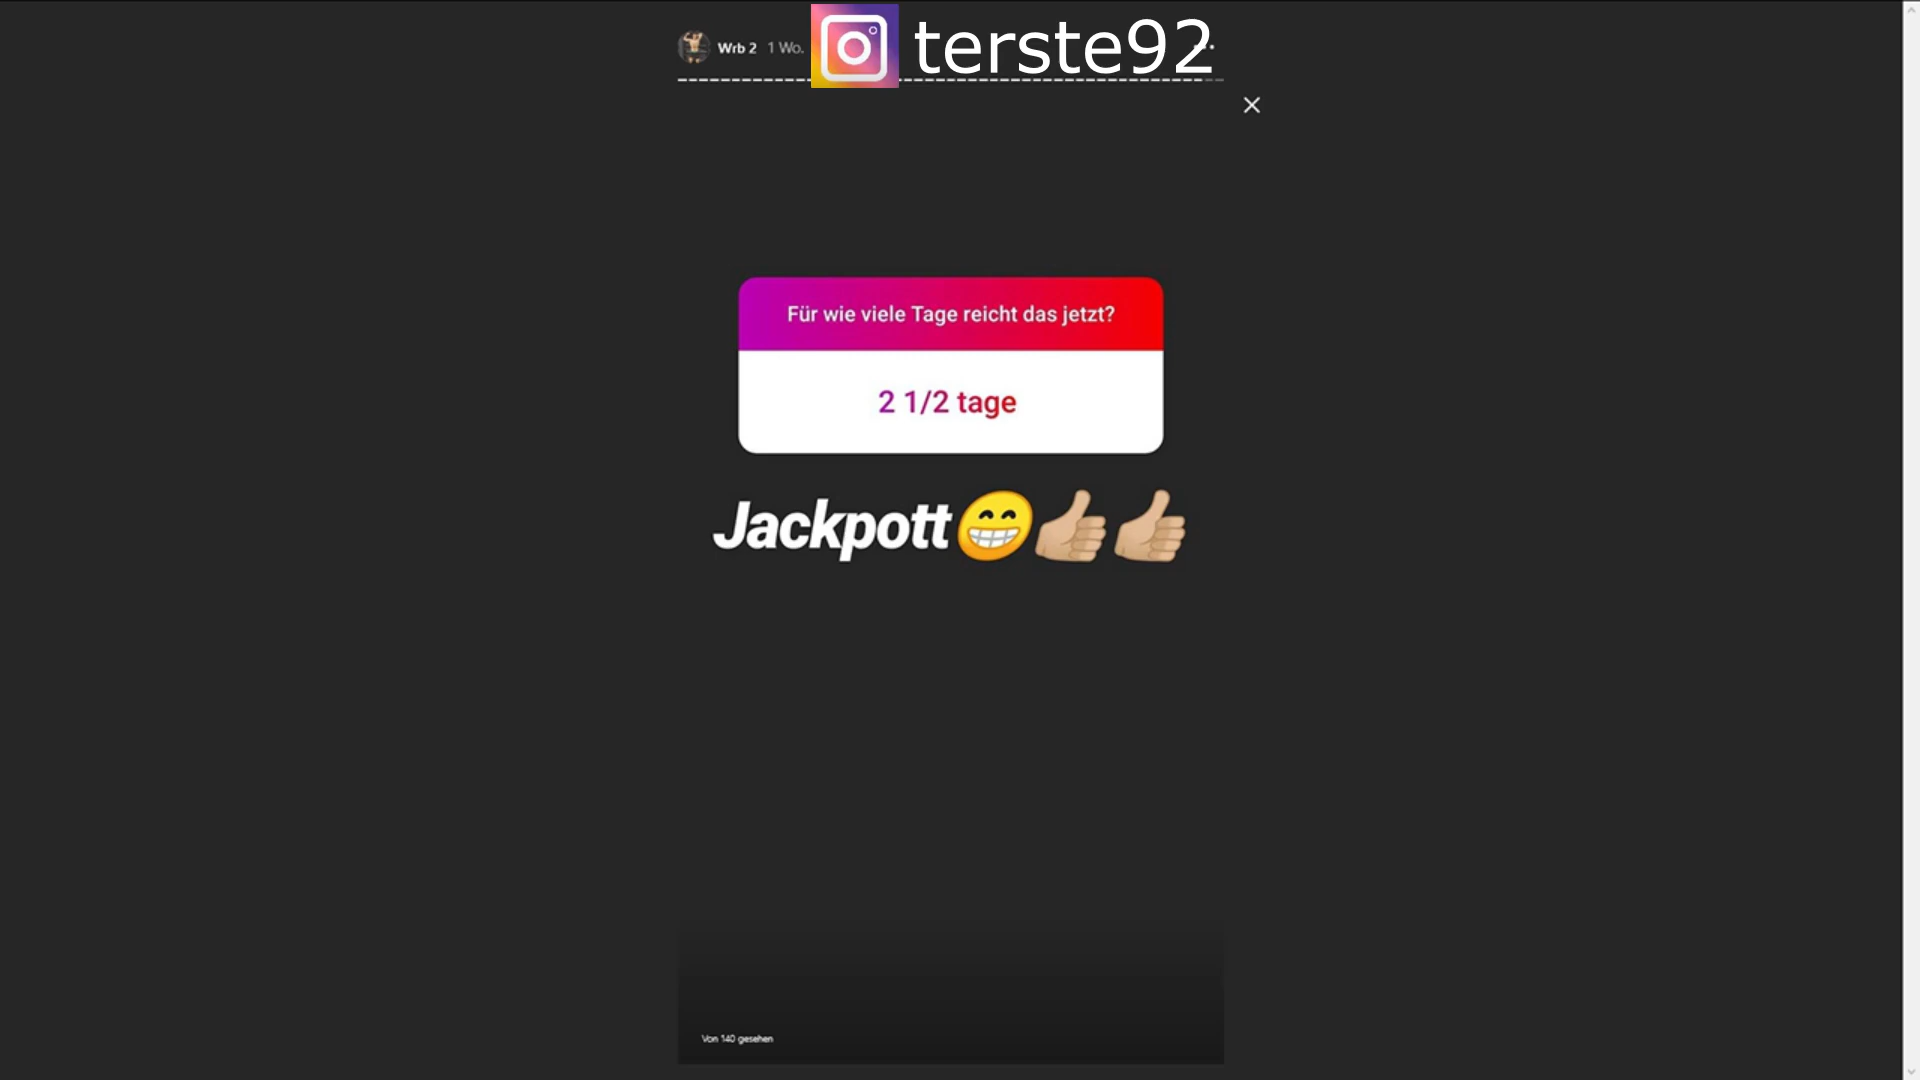 Wrb 2 1 Wo.
terste92
Für wie viele Tage reicht das jetzt?
2 1/2 tage
Jackpott😁👍🏼👍🏼
Von 140 gesehen